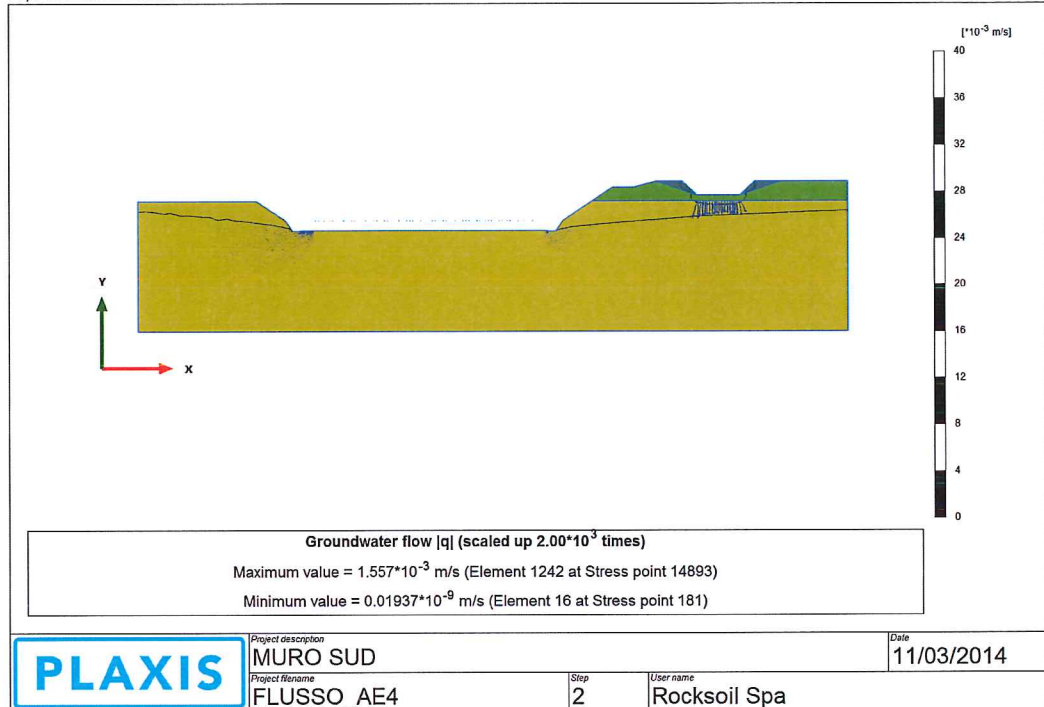 [*10-3 m/s]
40
36
32
28
24
20
16
12
8
4
0
Y
X
Groundwater flow |q| (scaled up 2.00*10³ times)
Maximum value = 1.557*10-3 m/s (Element 1242 at Stress point 14893)
Minimum value = 0.01937*10-9 m/s (Element 16 at Stress point 181)
PLAXIS
Project description
MURO SUD
Date
11/03/2014
Project filename
FLUSSO_AE4
Step
2
User name
Rocksoil Spa